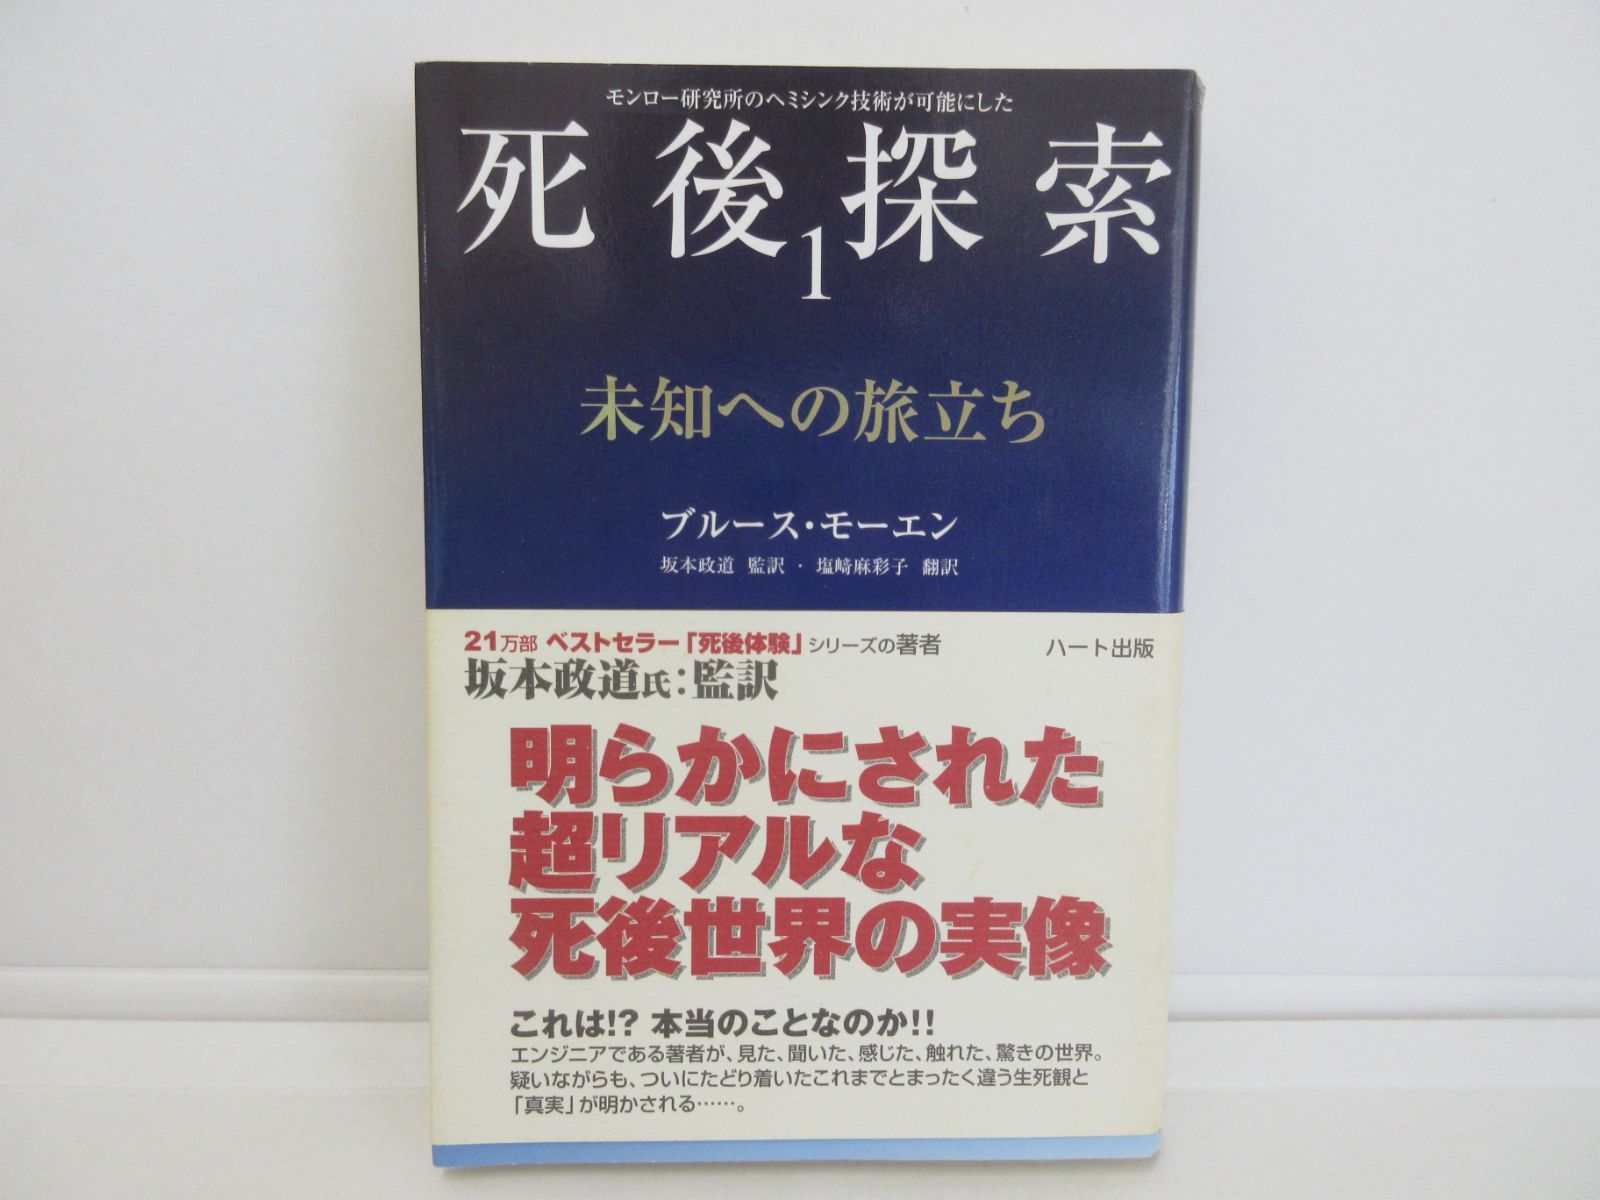 モンロー研究所のヘミシンク技術が可能にした
死後探索
1
未知への旅立ち
ブルース・モーエン
坂本政道 監訳 ・ 塩﨑麻彩子 翻訳
21万部 ベストセラー「死後体験」シリーズの著者
ハート出版
坂本政道氏：監訳
明らかにされた
超リアルな
死後世界の実像
これは!? 本当のことなのか!!
エンジニアである著者が、見た、聞いた、感じた、触れた、驚きの世界。
疑いながらも、ついにたどり着いたこれまでとまったく違う生死観と
「真実」が明かされる……。